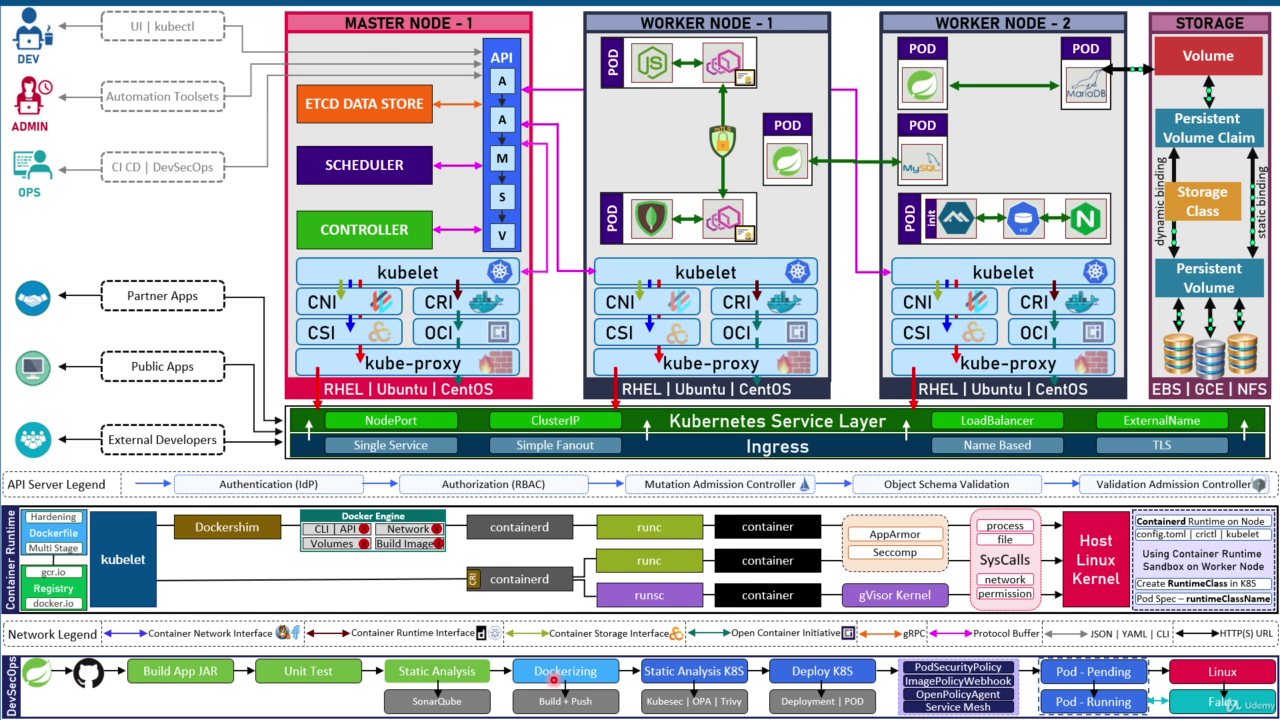 MASTER NODE - 1
WORKER NODE - 1
WORKER NODE - 2
STORAGE
DEV
UI | kubectl
ADMIN
Automation Toolsets
OPS
CI CD | DevSecOps
Partner Apps
Public Apps
External Developers
API
A
A
M
S
V
ETCD DATA STORE
SCHEDULER
CONTROLLER
kubelet
CNI
CRI
CSI
OCI
kube-proxy
RHEL | Ubuntu | CentOS
POD
JS
MTLS
POD
POD
kubelet
CNI
CRI
CSI
OCI
kube-proxy
RHEL | Ubuntu | CentOS
POD
POD
MariaDB
POD
MySQL
POD
init
vol
N
kubelet
CNI
CRI
CSI
OCI
kube-proxy
RHEL | Ubuntu | CentOS
Volume
Persistent
Volume Claim
dynamic binding
Storage
Class
static binding
Persistent
Volume
EBS | GCE | NFS
NodePort
ClusterIP
Kubernetes Service Layer
LoadBalancer
ExternalName
Single Service
Simple Fanout
Ingress
Name Based
TLS
API Server Legend
Authentication (IdP)
Authorization (RBAC)
Mutation Admission Controller
Object Schema Validation
Validation Admission Controller
Container Runtime
Hardening
Dockerfile
Multi Stage
gcr.io
Registry
docker.io
kubelet
Dockershim
Docker Engine
CLI | API
Network
Volumes
Build Image
containerd
runc
container
CRI
containerd
runc
container
runsc
container
AppArmor
Seccomp
gVisor Kernel
process
file
SysCalls
network
permission
Host
Linux
Kernel
Containerd Runtime on Node
config.toml | crictl | kubelet
Using Container Runtime
Sandbox on Worker Node
Create RuntimeClass in K8S
Pod Spec – runtimeClassName
Network Legend
Container Network Interface
Container Runtime Interface
Container Storage Interface
Open Container Initiative
gRPC
Protocol Buffer
JSON | YAML | CLI
HTTP(S) URL
DevSecOps
Build App JAR
Unit Test
Static Analysis
SonarQube
Dockerizing
Build + Push
Static Analysis K8S
Kubesec | OPA | Trivy
Deploy K8S
Deployment | POD
PodSecurityPolicy
ImagePolicyWebhook
OpenPolicyAgent
Service Mesh
Pod - Pending
Pod - Running
Linux
Falco
Udemy